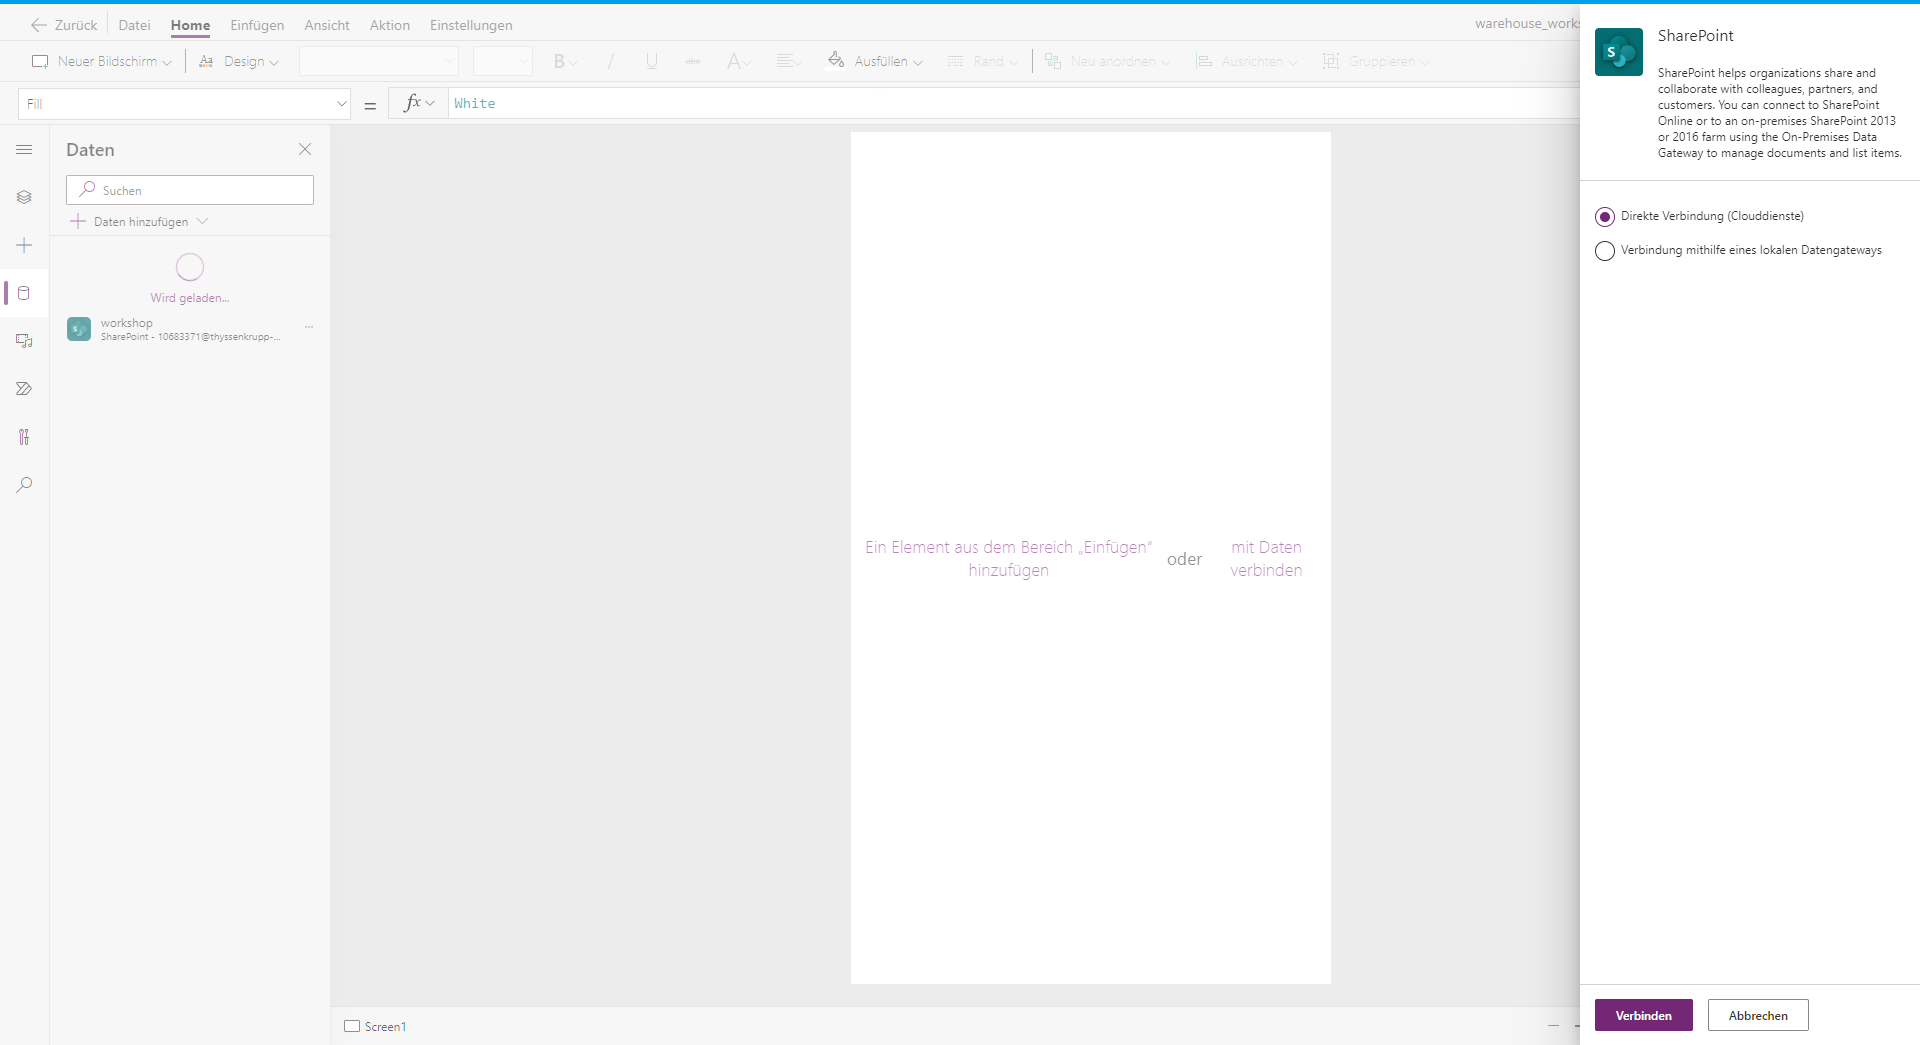 Zurück
Datei
Home
Einfügen
Ansicht
Aktion
Einstellungen
Neuer Bildschirm
Design
B
I
U
abc
A
Ausfüllen
Rand
Neu anordnen
Ausrichten
Gruppieren
Fill
=
fx
White
Daten
Suchen
Daten hinzufügen
Wird geladen...
workshop
SharePoint - 10683371@thyssenkrupp-...
Ein Element aus dem Bereich „Einfügen“
hinzufügen
oder
mit Daten
verbinden
Screen1
SharePoint
SharePoint helps organizations share and
collaborate with colleagues, partners, and
customers. You can connect to SharePoint
Online or to an on-premises SharePoint 2013
or 2016 farm using the On-Premises Data
Gateway to manage documents and list items.
Direkte Verbindung (Clouddienste)
Verbindung mithilfe eines lokalen Datengateways
Verbinden
Abbrechen